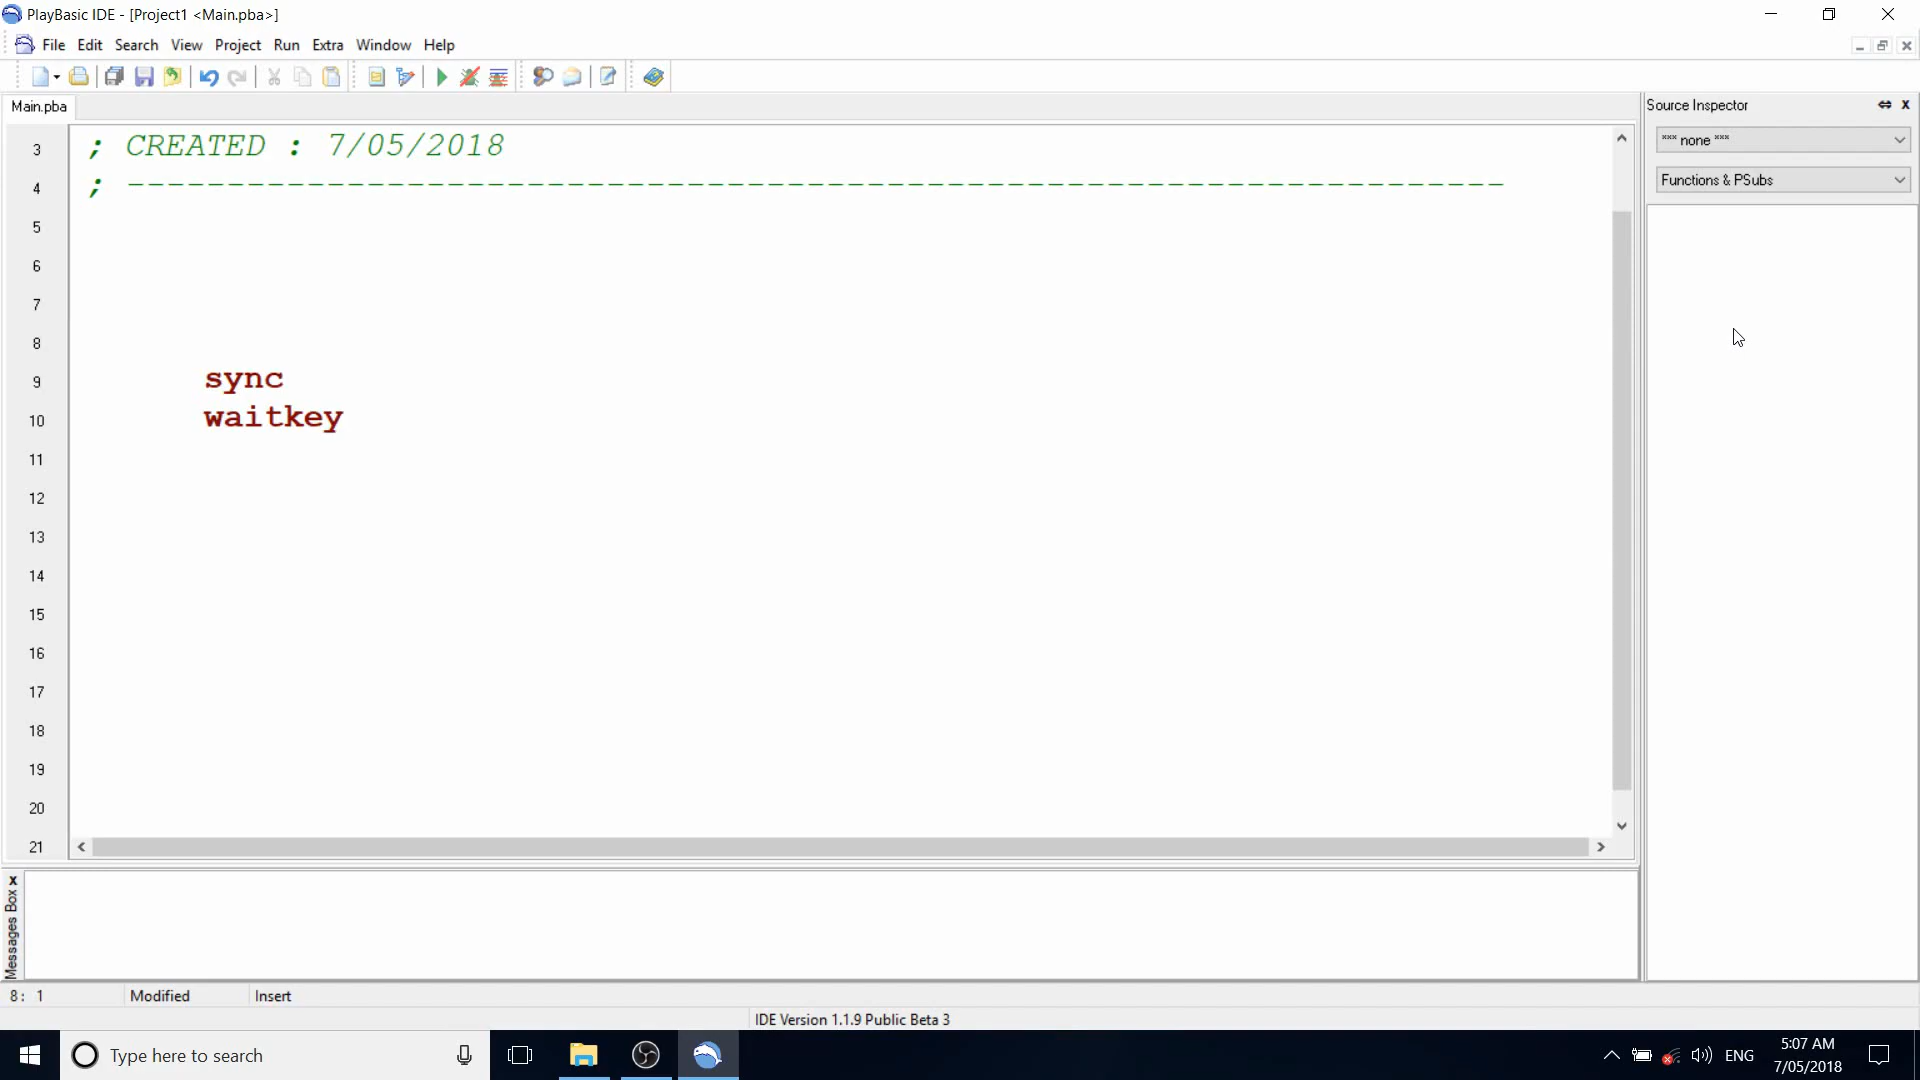 PlayBasic IDE - [Project1 <Main.pba>]
File Edit Search View Project Run Extra Window Help
Main.pba
Source Inspector
*** none ***
Functions & PSubs
3 ; CREATED : 7/05/2018
4 ; ---------------------------------------------------------------------
5
6
7
8
9 sync
10 waitkey
11
12
13
14
15
16
17
18
19
20
21
Messages Box
8: 1 Modified Insert
IDE Version 1.1.9 Public Beta 3
Type here to search
ENG
5:07 AM
7/05/2018